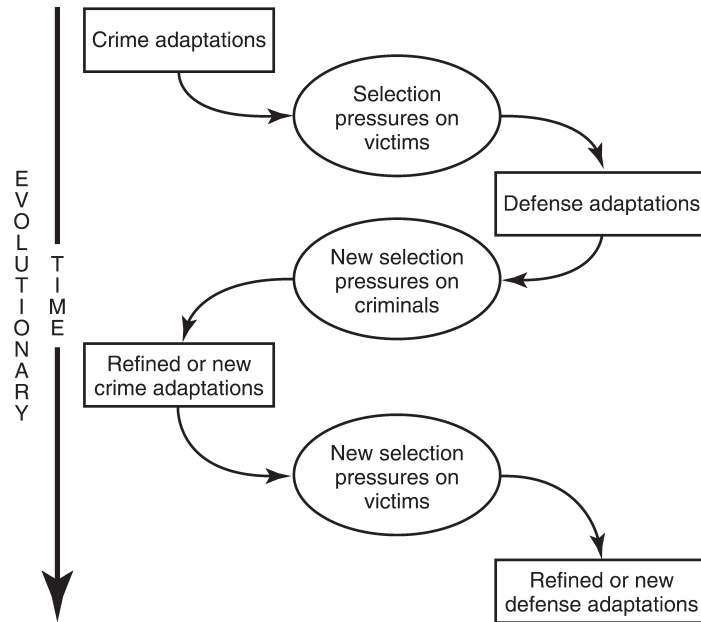 Crime adaptations
Selection
pressures on
victims
Defense adaptations
New selection
pressures on
criminals
Refined or new
crime adaptations
New selection
pressures on
victims
Refined or new
defense adaptations
EVOLUTIONARY
TIME